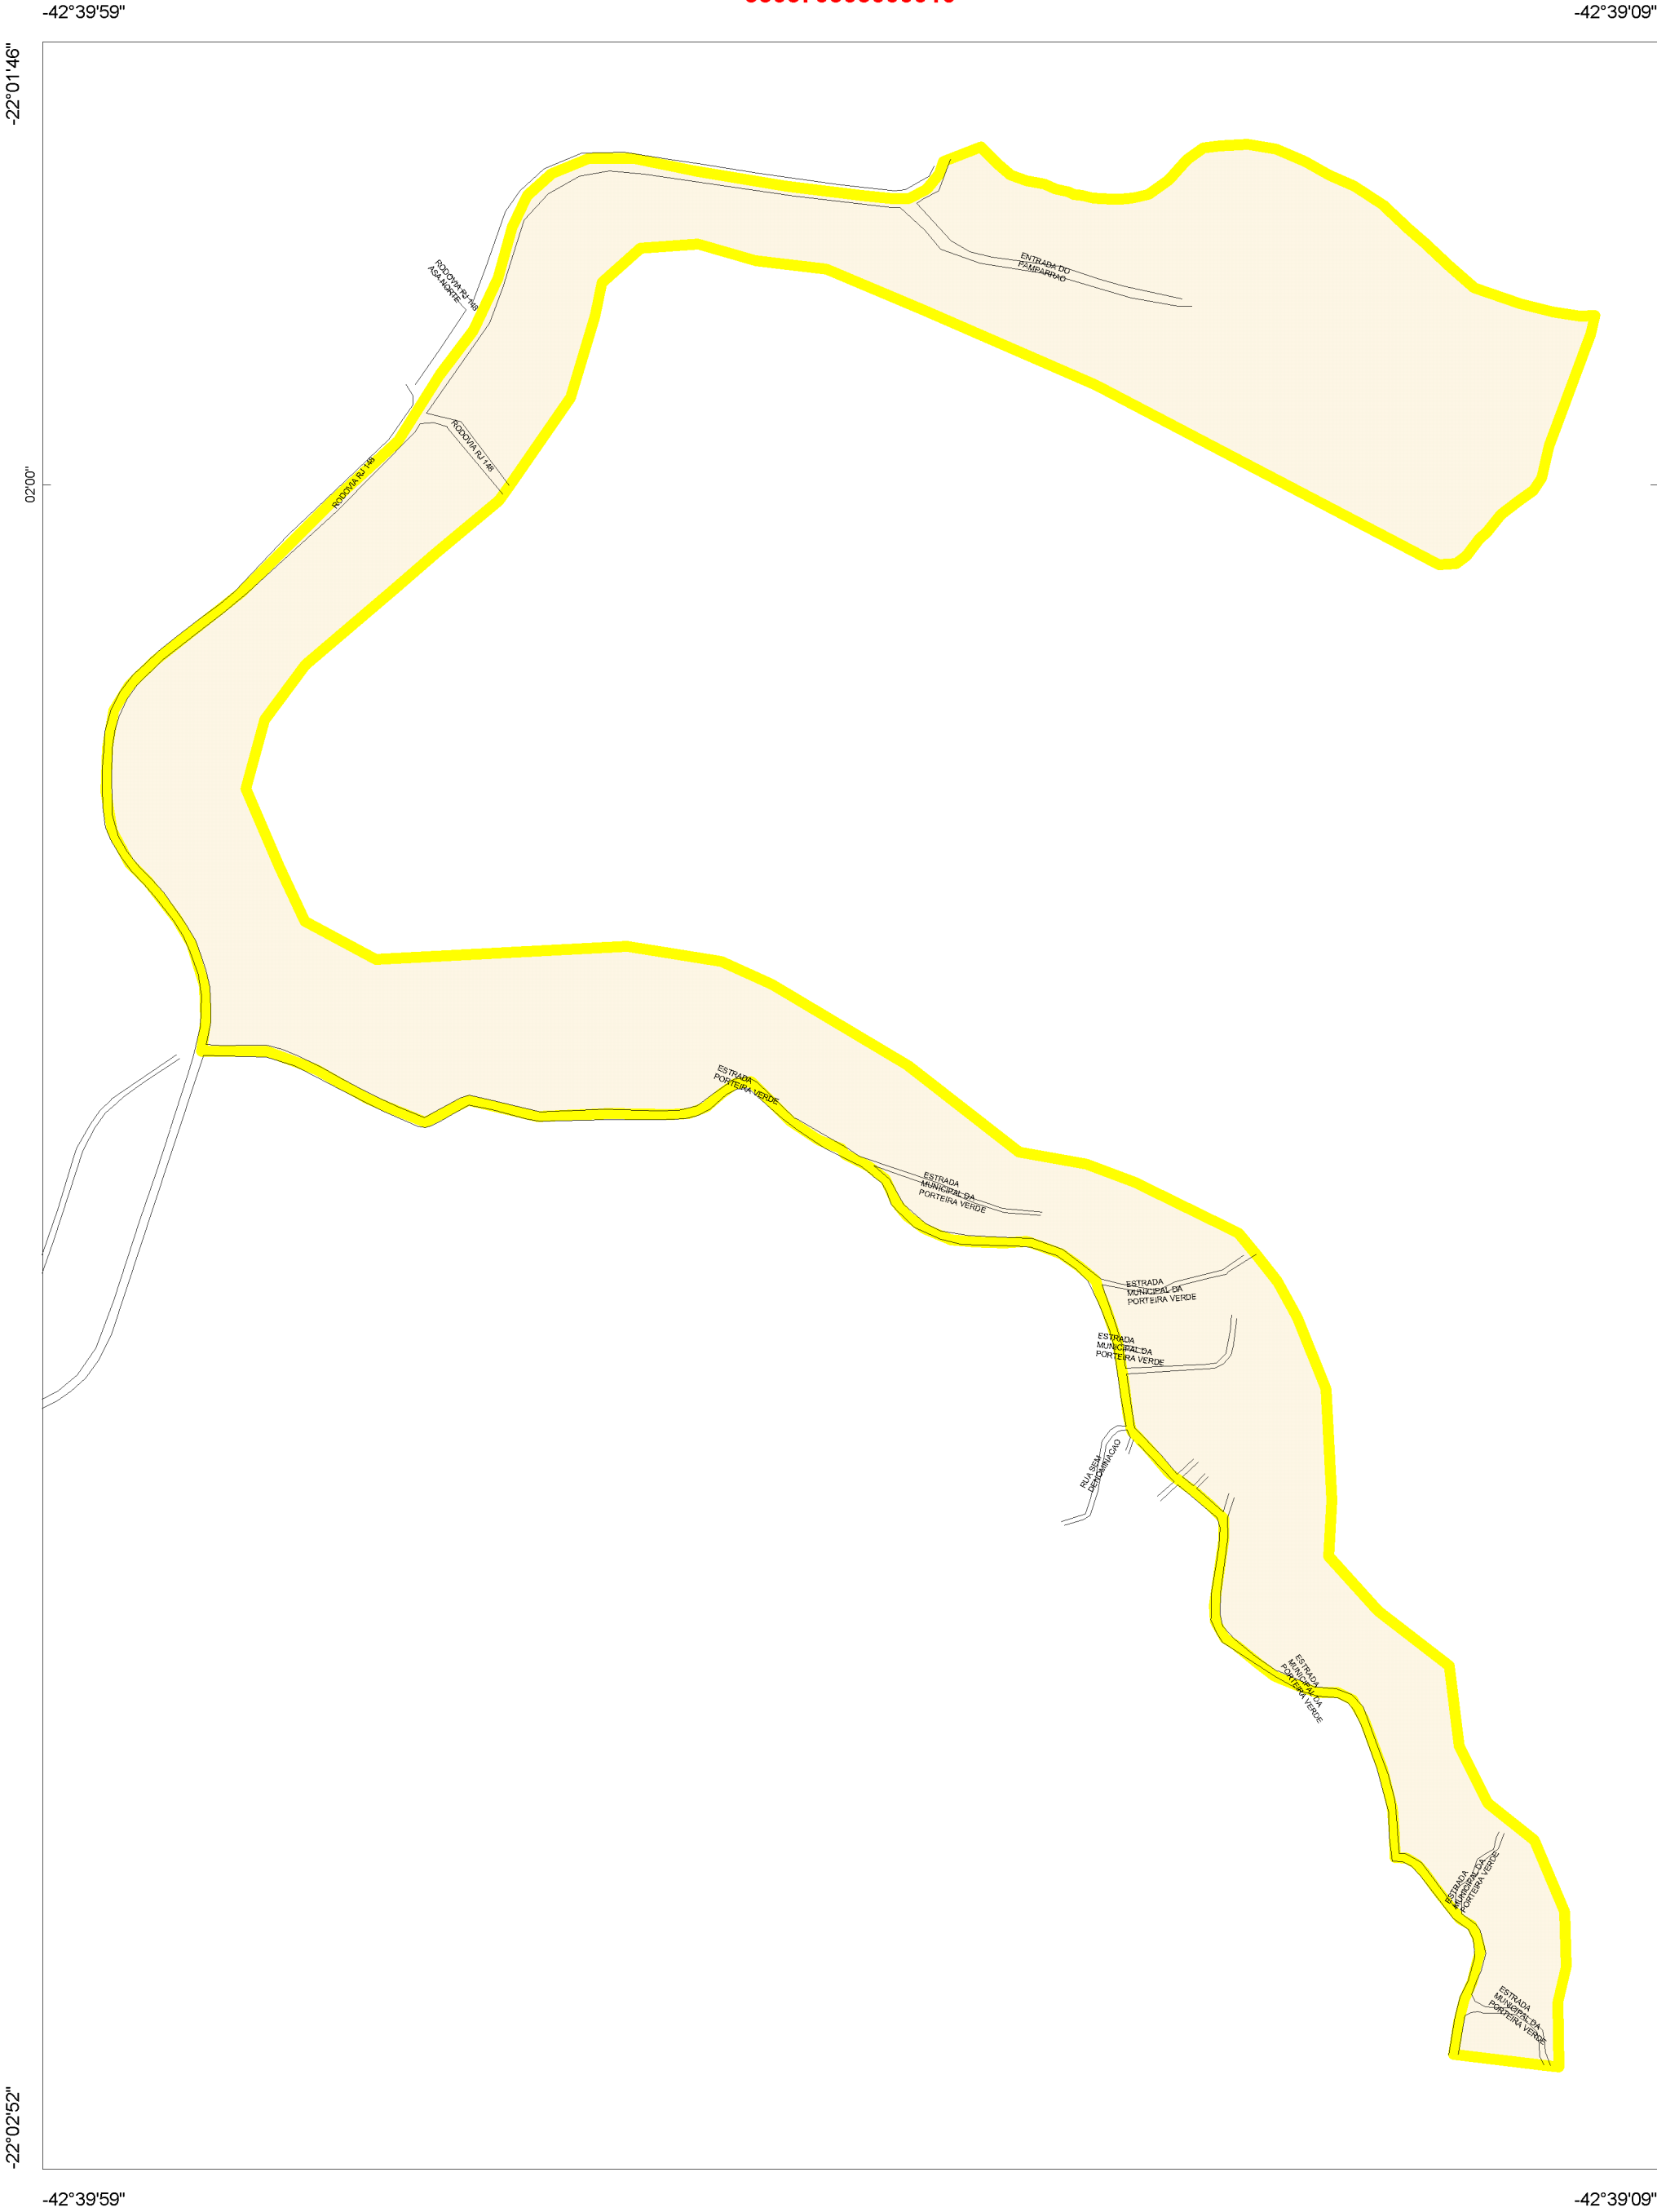 -42°39'59"
-42°39'09"
-22°01'46"
ENTRADA DO
PAMPARRAO
RODOVIA RJ 148
ASA NORTE
RODOVIA RJ 148
RODOVIA RJ 148
02'00"
ESTRADA
PORTEIRA VERDE
ESTRADA
MUNICIPAL DA
PORTEIRA VERDE
ESTRADA
MUNICIPAL DA
PORTEIRA VERDE
ESTRADA
MUNICIPAL DA
PORTEIRA VERDE
RUA SEM
DENOMINACAO
ESTRADA
MUNICIPAL DA
PORTEIRA VERDE
ESTRADA
MUNICIPAL DA
PORTEIRA VERDE
ESTRADA
MUNICIPAL DA
PORTEIRA VERDE
-22°02'52"
-42°39'59"
-42°39'09"